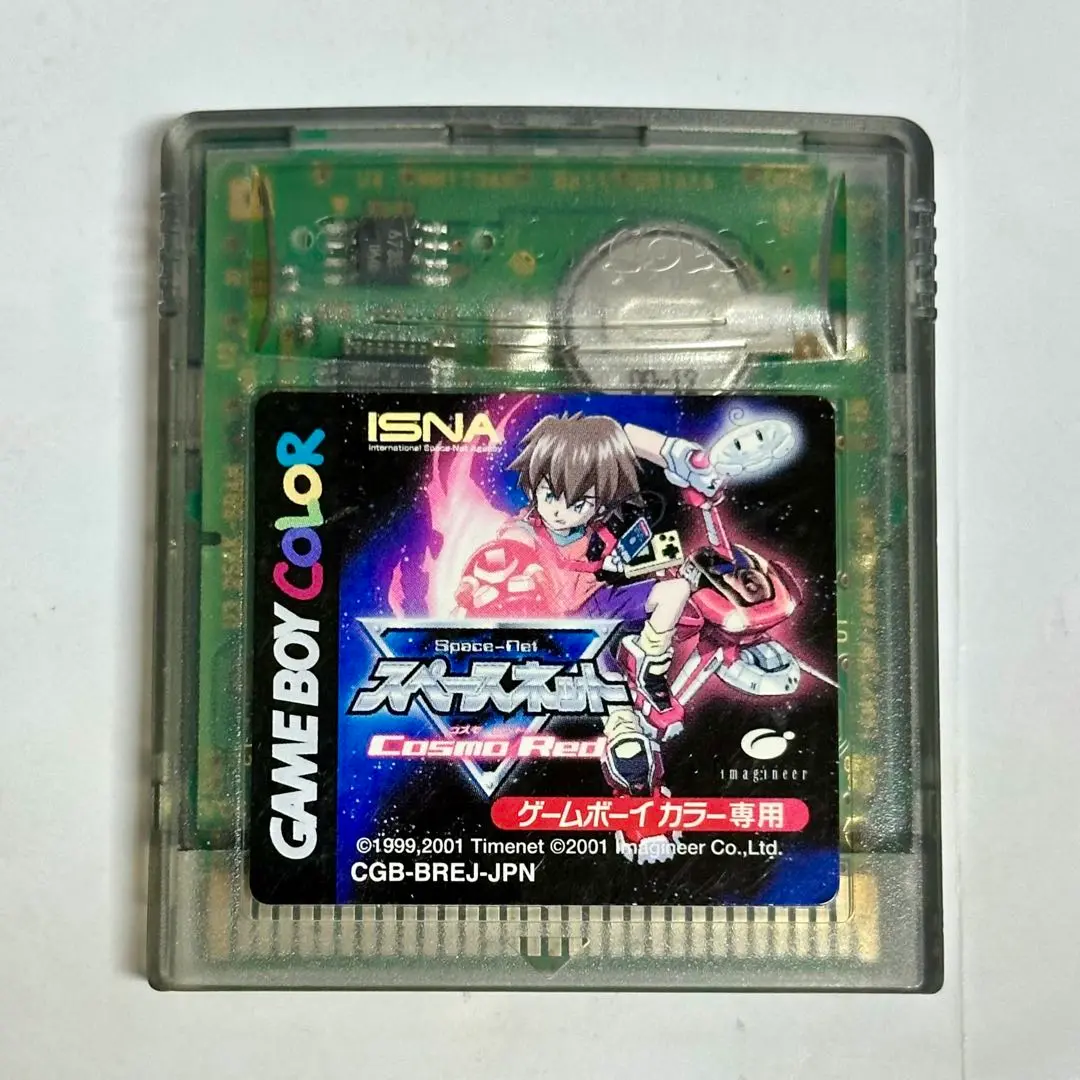 GAME BOY COLOR
ISNA
International Space-Net Agency
Space-Net
スペースネット
コスモ
Cosmo Red
imagineer
ゲームボーイ カラー専用
©1999,2001 Timenet ©2001 Imagineer Co.,Ltd.
CGB-BREJ-JPN